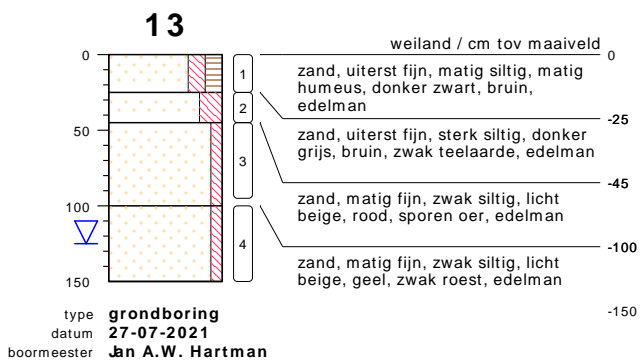 13
weiland / cm tov maaiveld
0
0
1
zand, uiterst fijn, matig siltig, matig
humeus, donker zwart, bruin,
edelman
2
-25
50
zand, uiterst fijn, sterk siltig, donker
grijs, bruin, zwak teelaarde, edelman
3
-45
zand, matig fijn, zwak siltig, licht
beige, rood, sporen oer, edelman
100
4
-100
zand, matig fijn, zwak siltig, licht
beige, geel, zwak roest, edelman
150
-150
type grondboring
datum 27-07-2021
boormeester Jan A.W. Hartman